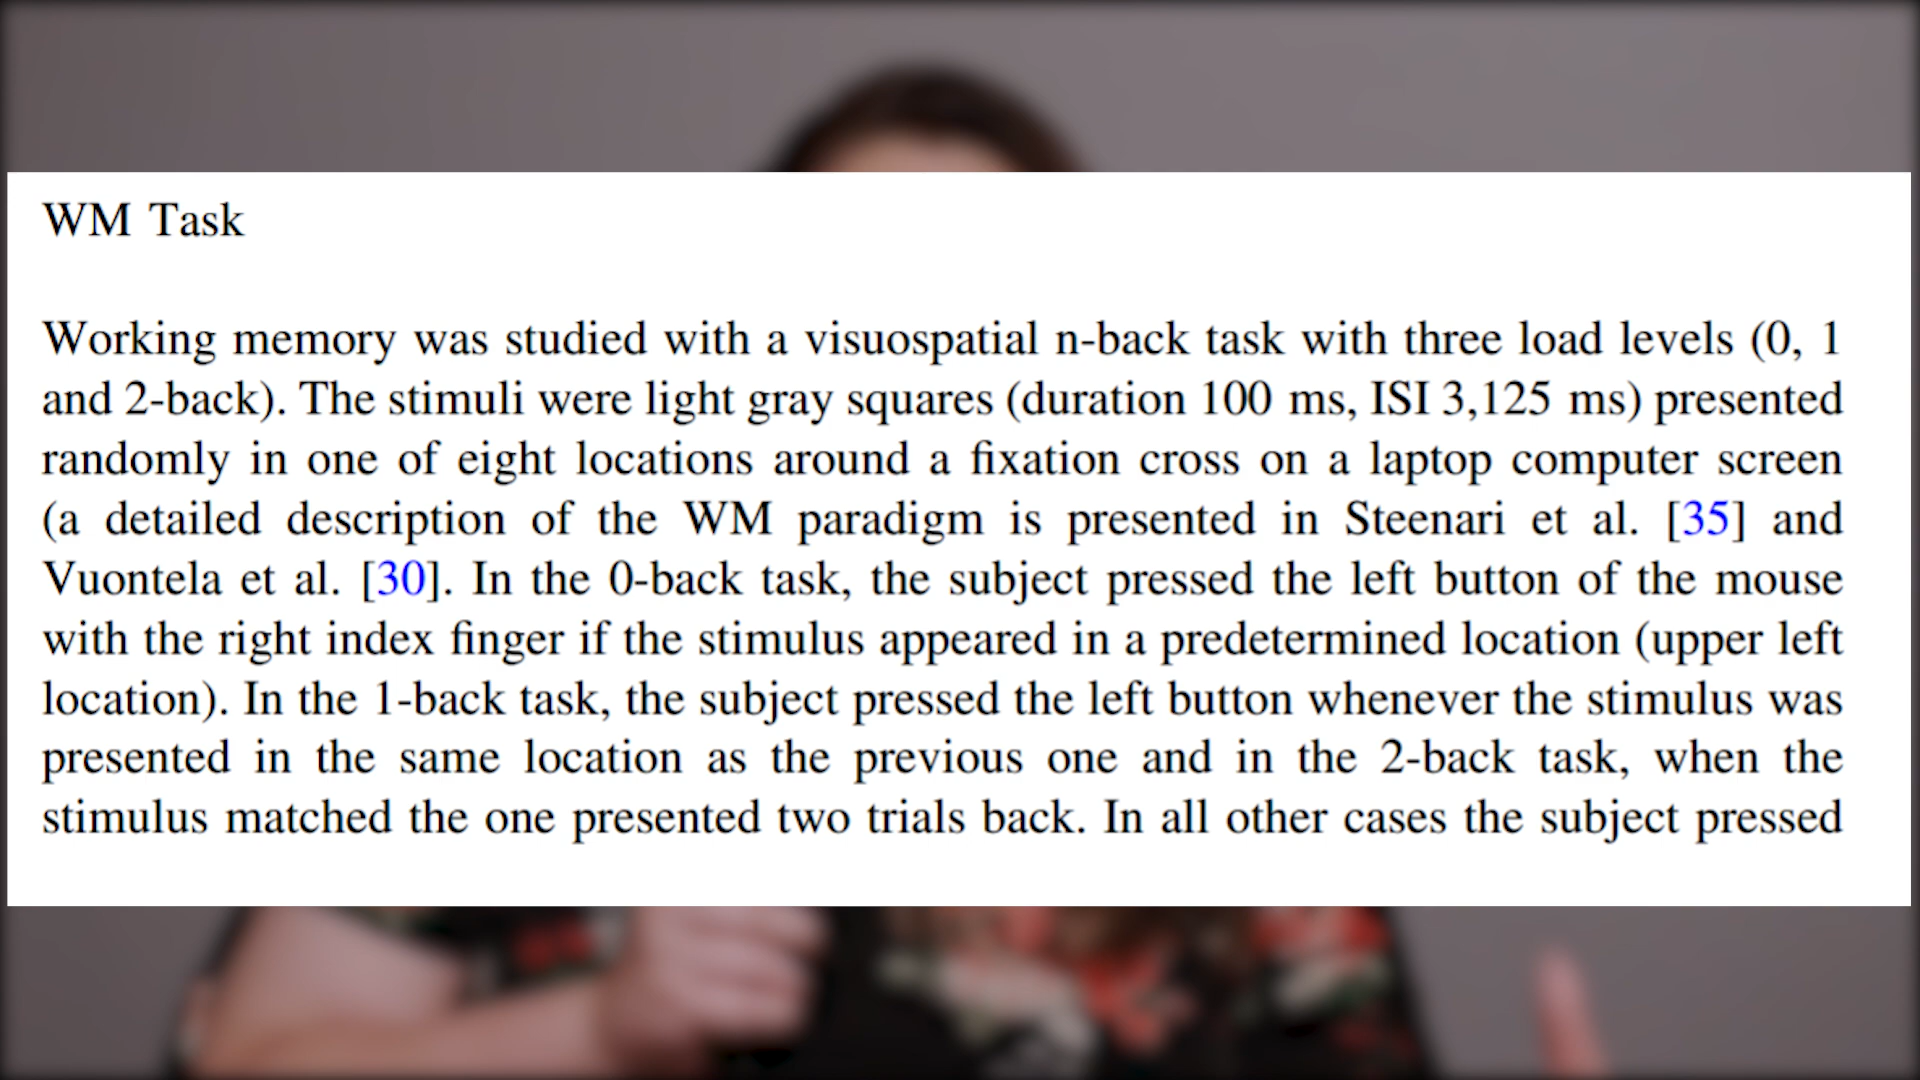 WM Task
Working memory was studied with a visuospatial n-back task with three load levels (0, 1
and 2-back). The stimuli were light gray squares (duration 100 ms, ISI 3,125 ms) presented
randomly in one of eight locations around a fixation cross on a laptop computer screen
(a detailed description of the WM paradigm is presented in Steenari et al. [35] and
Vuontela et al. [30]. In the 0-back task, the subject pressed the left button of the mouse
with the right index finger if the stimulus appeared in a predetermined location (upper left
location). In the 1-back task, the subject pressed the left button whenever the stimulus was
presented in the same location as the previous one and in the 2-back task, when the
stimulus matched the one presented two trials back. In all other cases the subject pressed